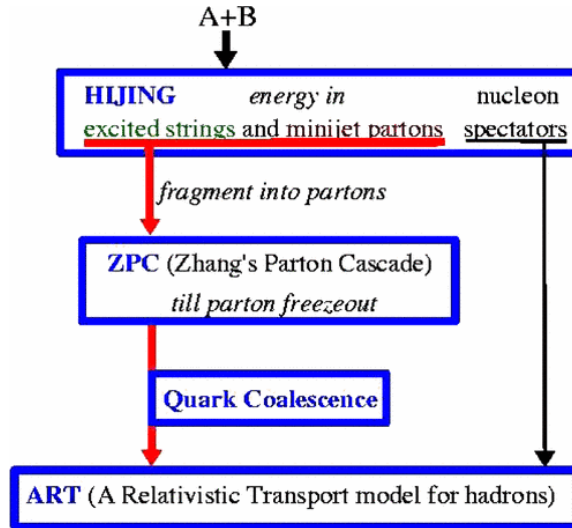 A+B
HIJING energy in nucleon
excited strings and minijet partons spectators
fragment into partons
ZPC (Zhang's Parton Cascade)
till parton freezeout
Quark Coalescence
ART (A Relativistic Transport model for hadrons)